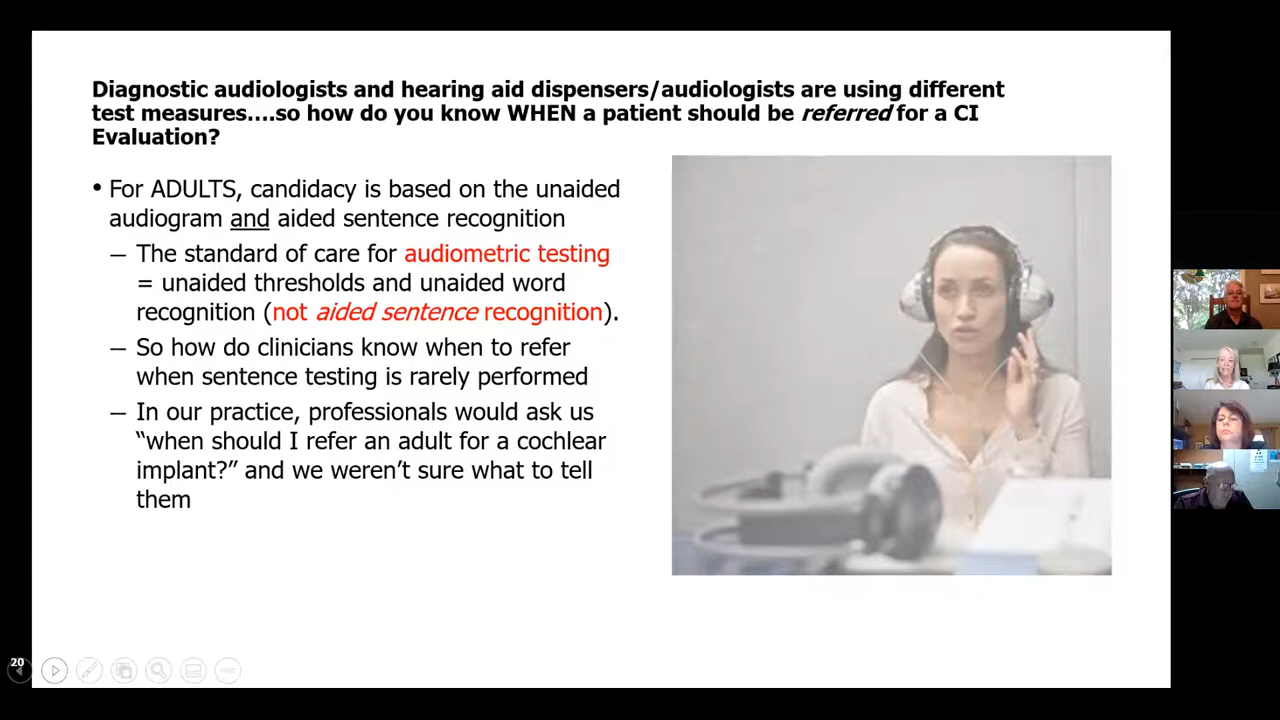 Diagnostic audiologists and hearing aid dispensers/audiologists are using different
test measures....so how do you know WHEN a patient should be referred for a CI
Evaluation?
• For ADULTS, candidacy is based on the unaided
audiogram and aided sentence recognition
– The standard of care for audiometric testing
= unaided thresholds and unaided word
recognition (not aided sentence recognition).
– So how do clinicians know when to refer
when sentence testing is rarely performed
– In our practice, professionals would ask us
“when should I refer an adult for a cochlear
implant?” and we weren’t sure what to tell
them
20